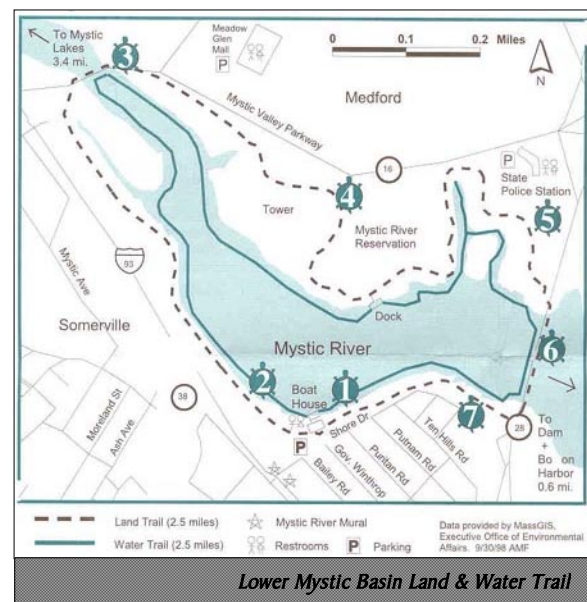 To Mystic
Lakes
3.4 mi.
3
Meadow
Glen
Mall
P
0 0.1 0.2 Miles
N
Medford
Mystic Valley Parkway
16
P
State
Police Station
4
Tower
Mystic River
Reservation
5
Mystic Ave
93
Somerville
Dock
Mystic River
6
2
Boat
House
1
7
38
Moreland St
Ash Ave
Shore Dr
28
To
Dam
+
Bo on
Harbor
0.6 mi.
P
Bailey Rd
Gov. Winthrop
Puritan Rd
Putnam Rd
Ten Hills Rd
Land Trail (2.5 miles)
Mystic River Mural
Water Trail (2.5 miles)
Restrooms
P Parking
Data provided by MassGIS,
Executive Office of Environmental
Affairs. 9/30/98 AMF
Lower Mystic Basin Land & Water Trail